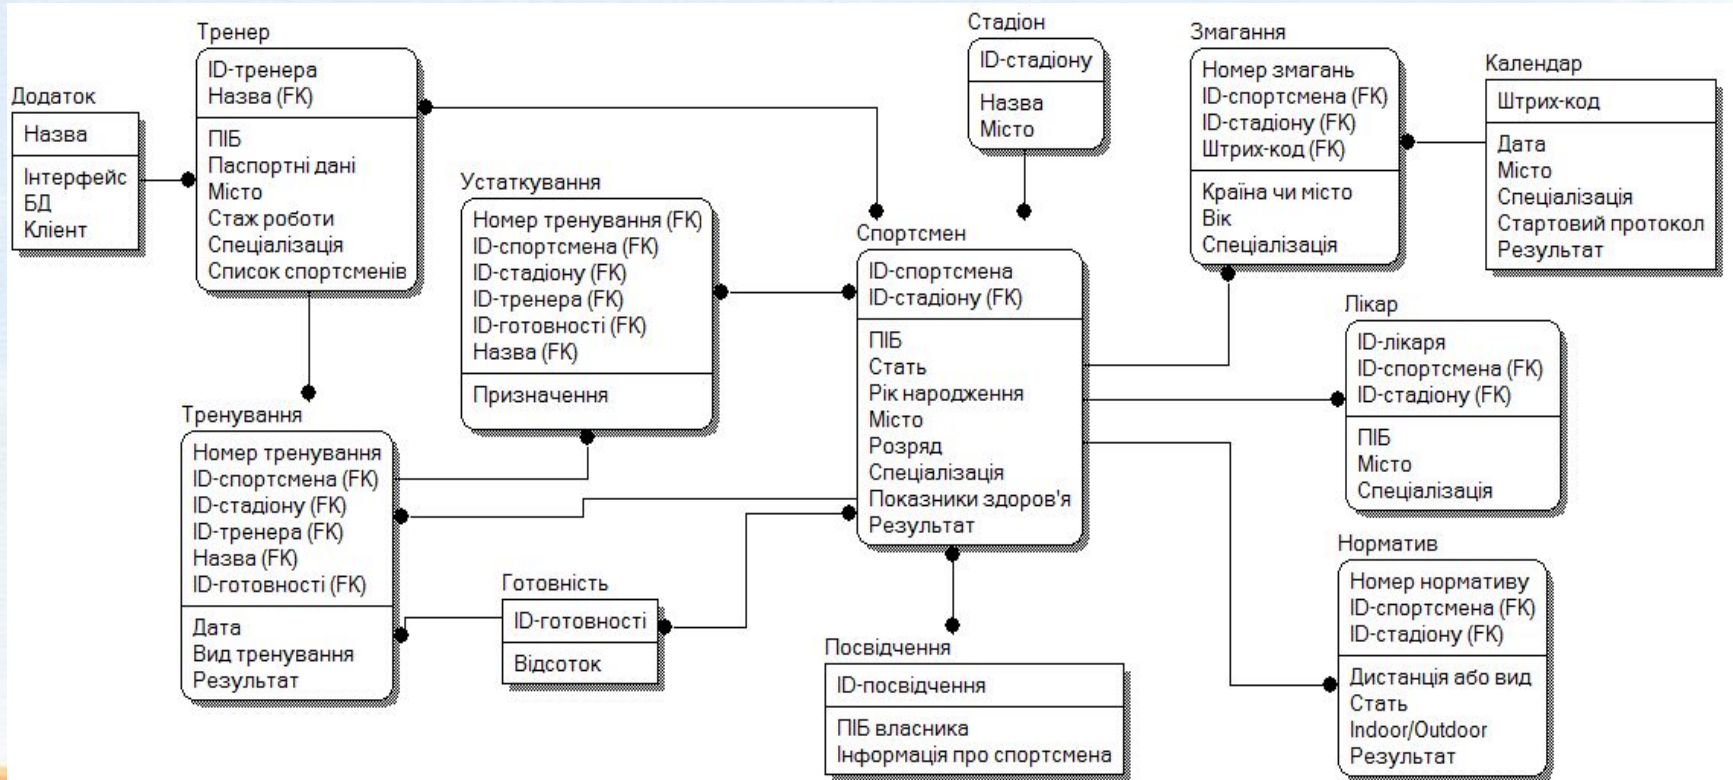 Додаток
Назва
Інтерфейс
БД
Клієнт
Тренер
ID-тренера
Назва (FK)
ПІБ
Паспортні дані
Місто
Стаж роботи
Спеціалізація
Список спортсменів
Стадіон
ID-стадіону
Назва
Місто
Змагання
Номер змагань
ID-спортсмена (FK)
ID-стадіону (FK)
Штрих-код (FK)
Країна чи місто
Вік
Спеціалізація
Календар
Штрих-код
Дата
Місто
Спеціалізація
Стартовий протокол
Результат
Устаткування
Номер тренування (FK)
ID-спортсмена (FK)
ID-стадіону (FK)
ID-тренера (FK)
ID-готовності (FK)
Назва (FK)
Призначення
Спортсмен
ID-спортсмена
ID-стадіону (FK)
ПІБ
Стать
Рік народження
Місто
Розряд
Спеціалізація
Показники здоров'я
Результат
Лікар
ID-лікаря
ID-спортсмена (FK)
ID-стадіону (FK)
ПІБ
Місто
Спеціалізація
Тренування
Номер тренування
ID-спортсмена (FK)
ID-стадіону (FK)
ID-тренера (FK)
Назва (FK)
ID-готовності (FK)
Дата
Вид тренування
Результат
Готовність
ID-готовності
Відсоток
Посвідчення
ID-посвідчення
ПІБ власника
Інформація про спортсмена
Норматив
Номер нормативу
ID-спортсмена (FK)
ID-стадіону (FK)
Дистанція або вид
Стать
Indoor/Outdoor
Результат